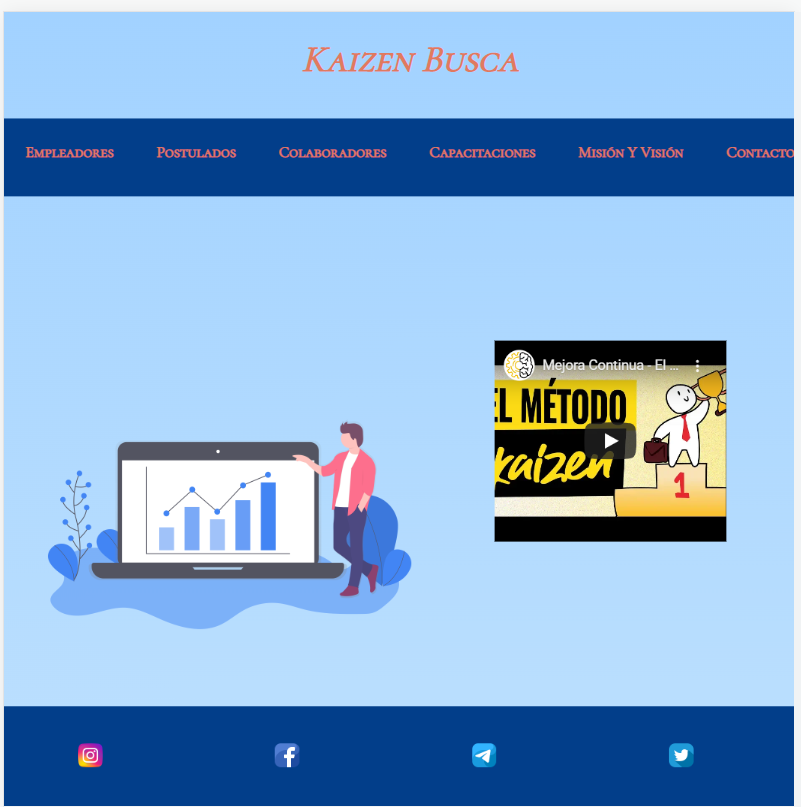 Kaizen Busca
Empleadores Postulados Colaboradores Capacitaciones Misión Y Visión Contacto
Mejora Continua - El ...
EL MÉTODO
kaizen
1